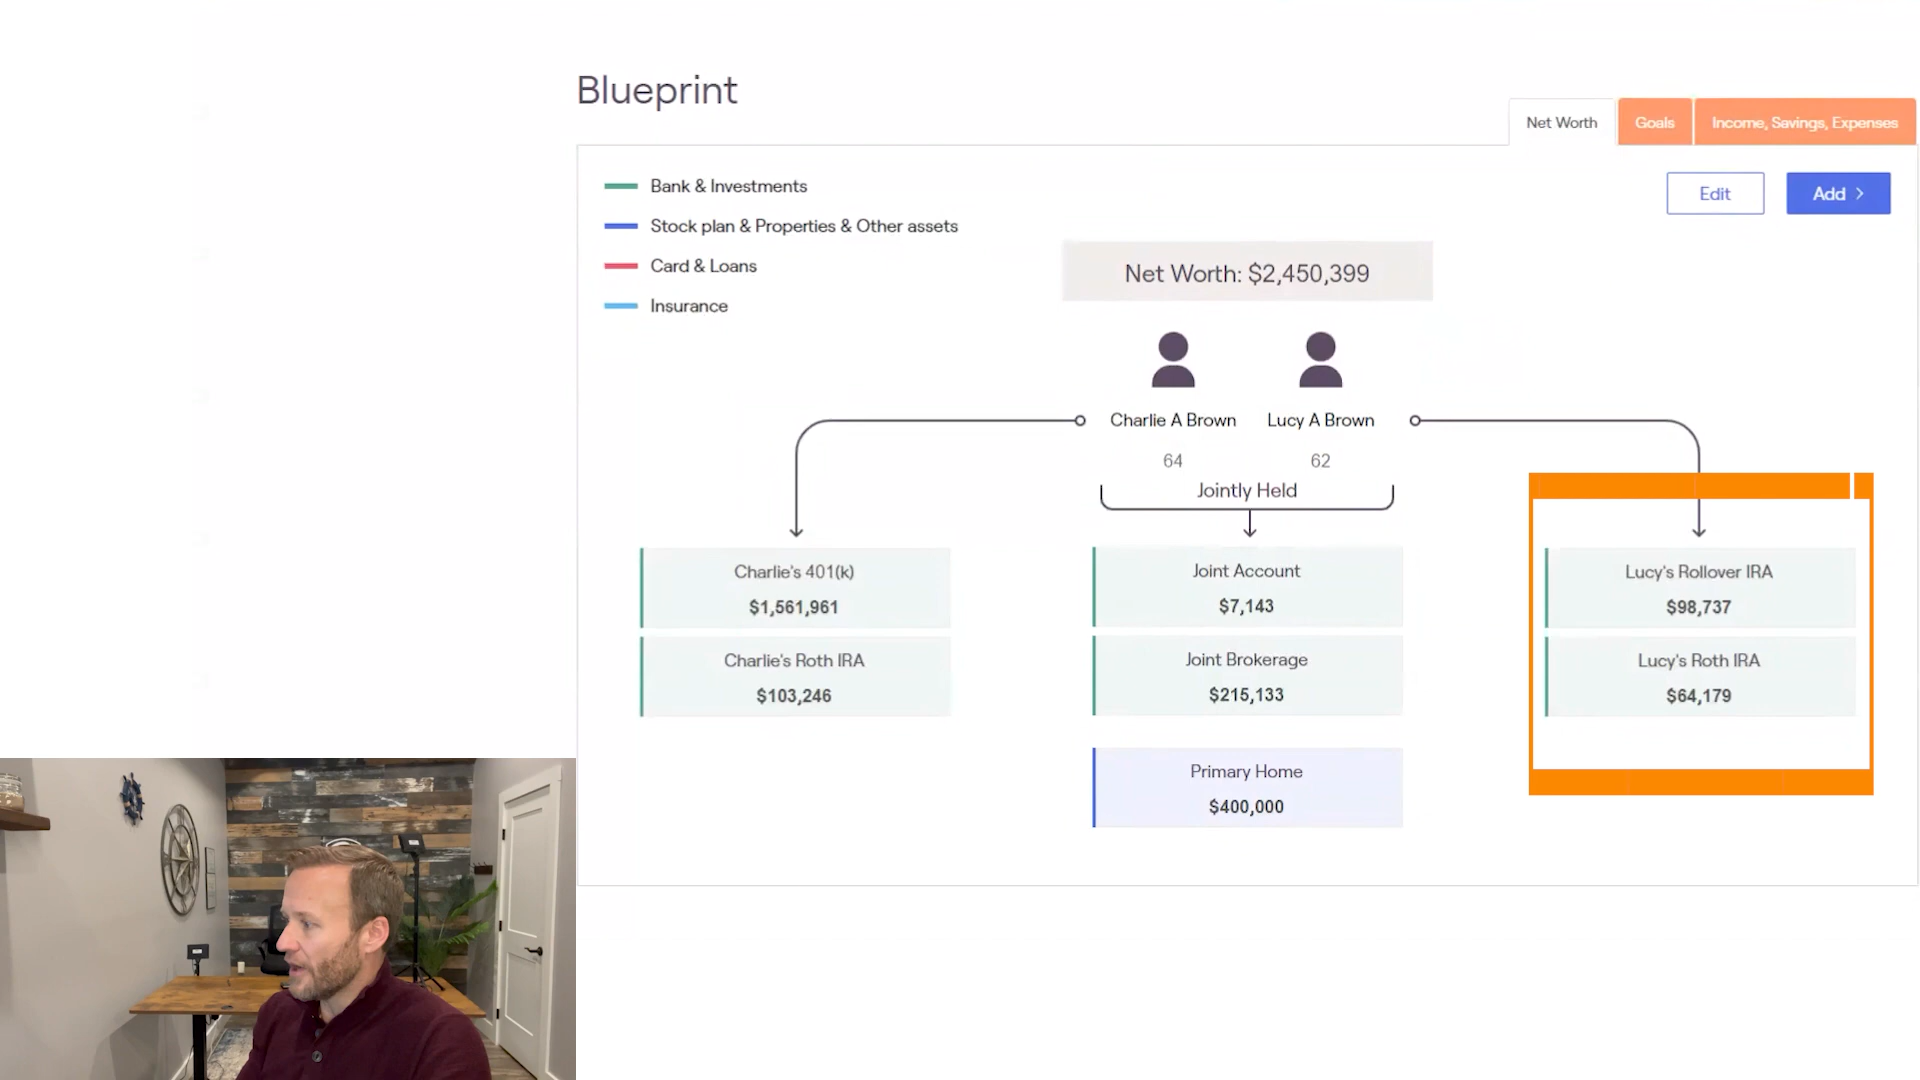 Blueprint
Net Worth
Goals
Income, Savings, Expenses
Bank & Investments
Stock plan & Properties & Other assets
Card & Loans
Insurance
Edit
Add
Net Worth: $2,450,399
Charlie A Brown
Lucy A Brown
64
62
Jointly Held
Charlie's 401(k)
$1,561,961
Charlie's Roth IRA
$103,246
Joint Account
$7,143
Joint Brokerage
$215,133
Primary Home
$400,000
Lucy's Rollover IRA
$98,737
Lucy's Roth IRA
$64,179